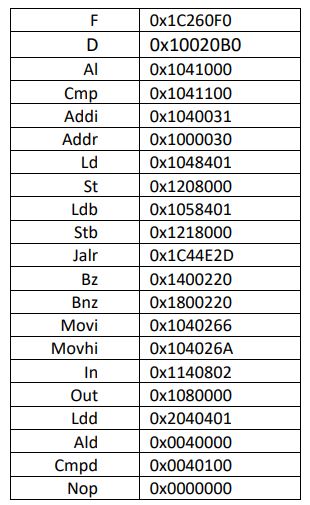 F 0x1C260F0
D 0x10020B0
Al 0x1041000
Cmp 0x1041100
Addi 0x1040031
Addr 0x1000030
Ld 0x1048401
St 0x1208000
Ldb 0x1058401
Stb 0x1218000
Jalr 0x1C44E2D
Bz 0x1400220
Bnz 0x1800220
Movi 0x1040266
Movhi 0x104026A
In 0x1140802
Out 0x1080000
Ldd 0x2040401
Ald 0x0040000
Cmpd 0x0040100
Nop 0x0000000